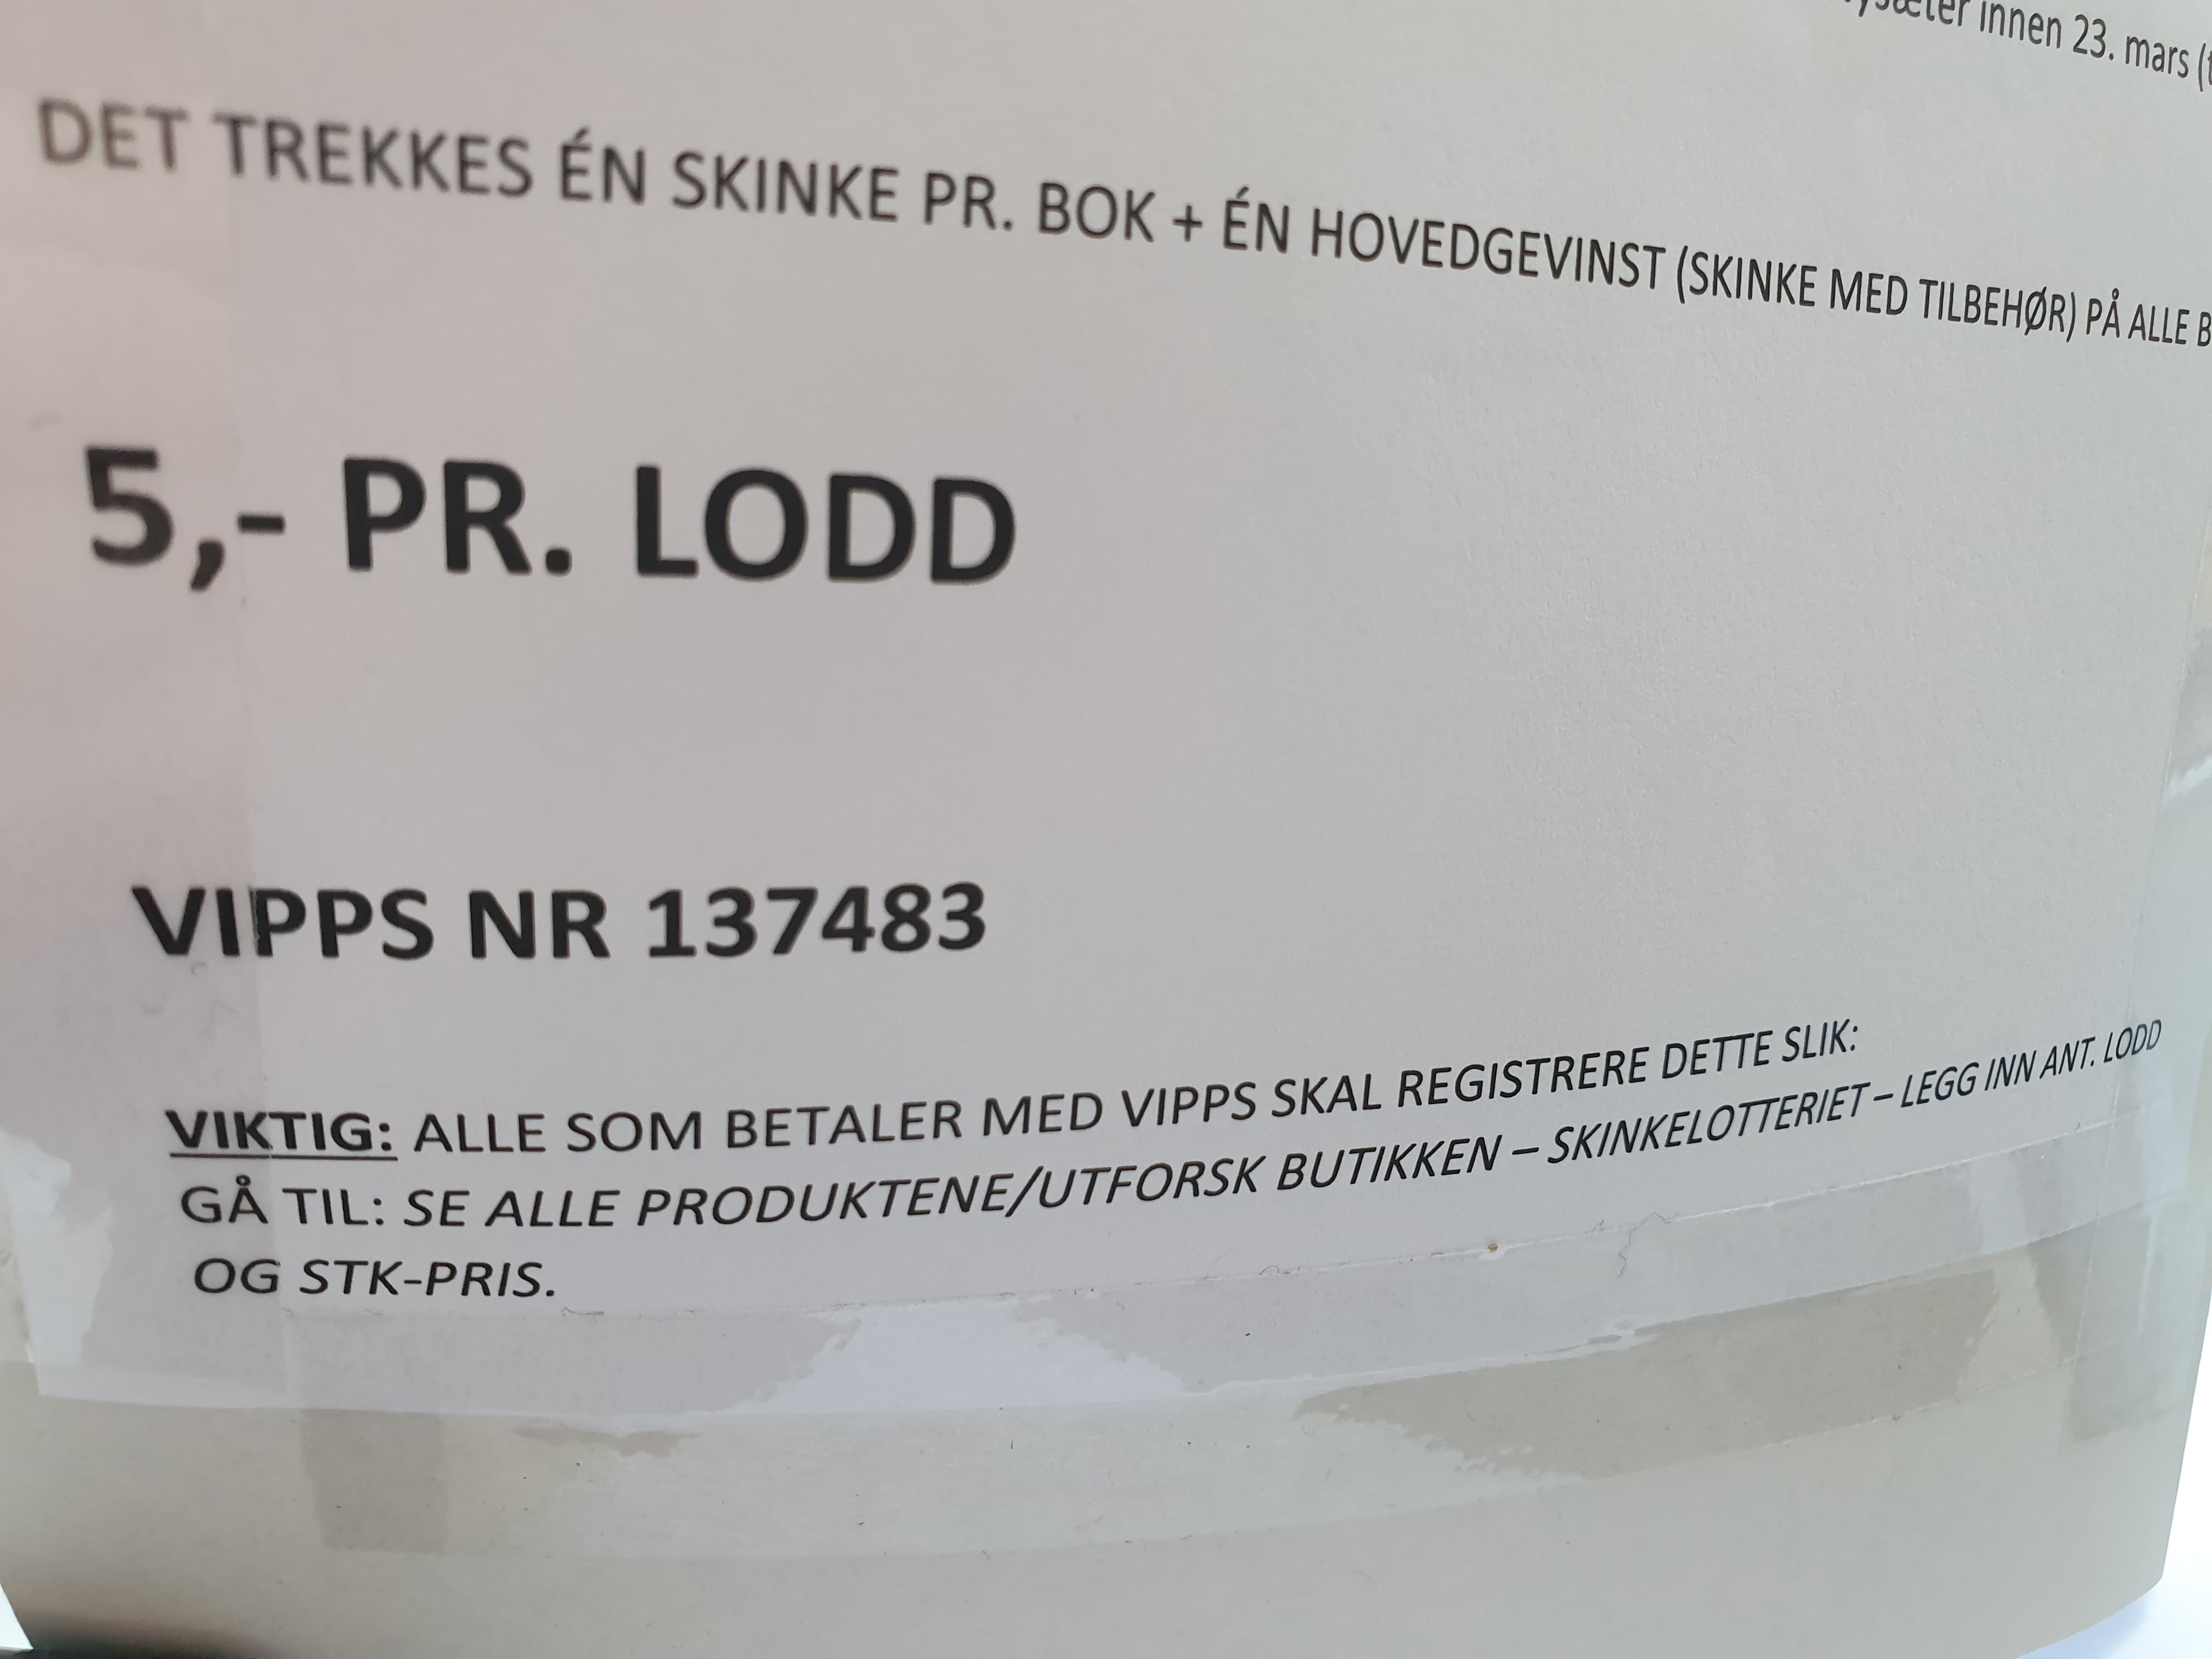 innen 23. mars
DET TREKKES ÉN SKINKE PR. BOK + ÉN HOVEDGEVINST (SKINKE MED TILBEHØR) PÅ ALLE
5,- PR. LODD
VIPPS NR 137483
VIKTIG: ALLE SOM BETALER MED VIPPS SKAL REGISTRERE DETTE SLIK:
GÅ TIL: SE ALLE PRODUKTENE/UTFORSK BUTIKKEN – SKINKELOTTERIET – LEGG INN ANT. LODD
OG STK-PRIS.